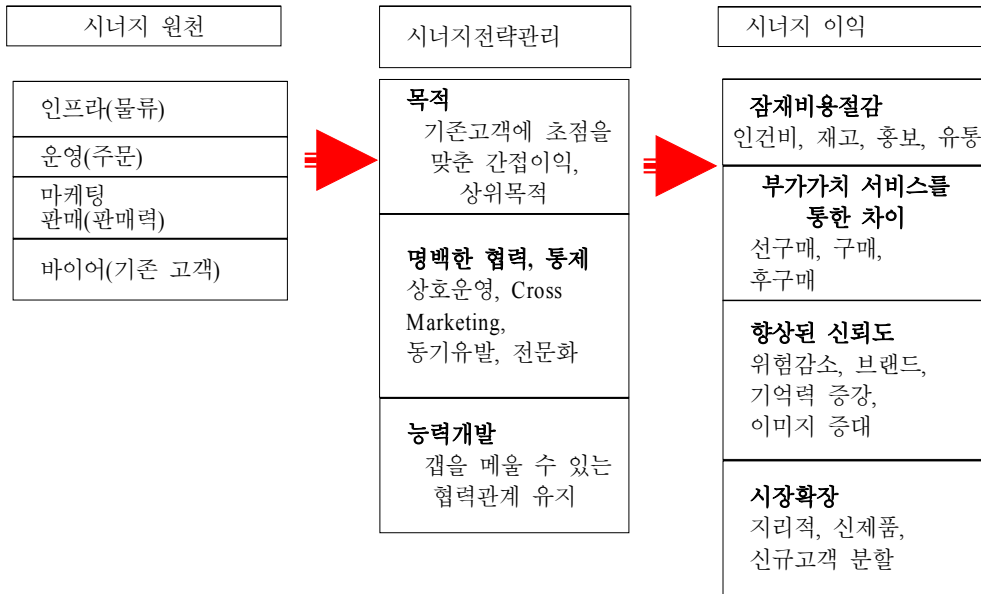 시너지 원천
인프라(물류)
운영(주문)
마케팅
판매(판매력)
바이어(기존 고객)
시너지전략관리
목적
기존고객에 초점을
맞춘 간접이익,
상위목적
명백한 협력, 통제
상호운영, Cross
Marketing,
동기유발, 전문화
능력개발
갭을 메울 수 있는
협력관계 유지
시너지 이익
잠재비용절감
인건비, 재고, 홍보, 유통
부가가치 서비스를
통한 차이
선구매, 구매,
후구매
향상된 신뢰도
위험감소, 브랜드,
기억력 증강,
이미지 증대
시장확장
지리적, 신제품,
신규고객 분할